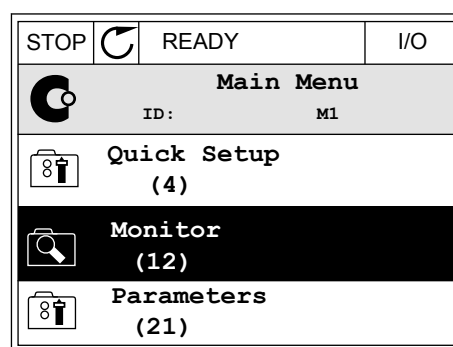 STOP READY I/O
Main Menu
ID: M1
Quick Setup
(4)
Monitor
(12)
Parameters
(21)